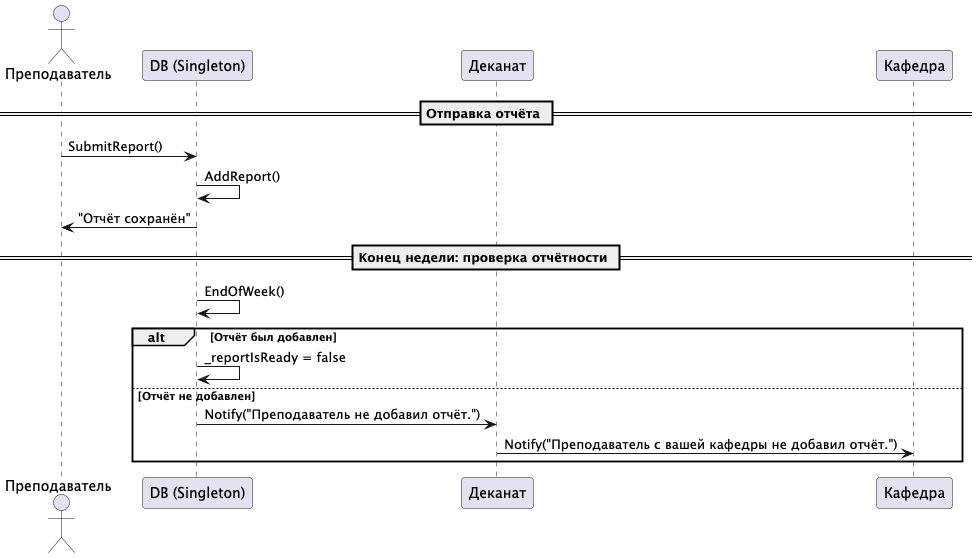 Преподаватель
DB (Singleton)
Деканат
Кафедра
Отправка отчёта
SubmitReport()
AddReport()
"Отчёт сохранён"
Конец недели: проверка отчётности
EndOfWeek()
alt
[Отчёт был добавлен]
_reportIsReady = false
[Отчёт не добавлен]
Notify("Преподаватель не добавил отчёт.")
Notify("Преподаватель с вашей кафедры не добавил отчёт.")
Преподаватель
DB (Singleton)
Деканат
Кафедра